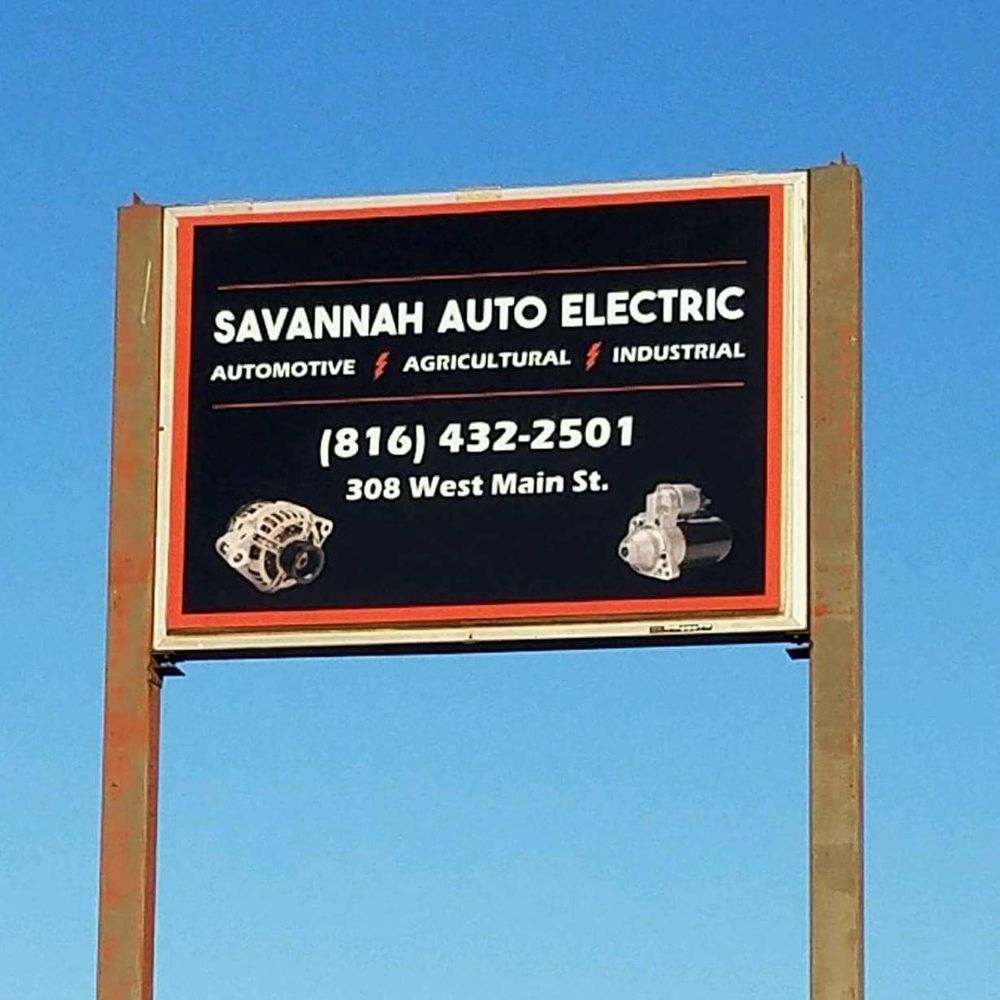 SAVANNAH AUTO ELECTRIC
AUTOMOTIVE AGRICULTURAL INDUSTRIAL
(816) 432-2501
308 West Main St.